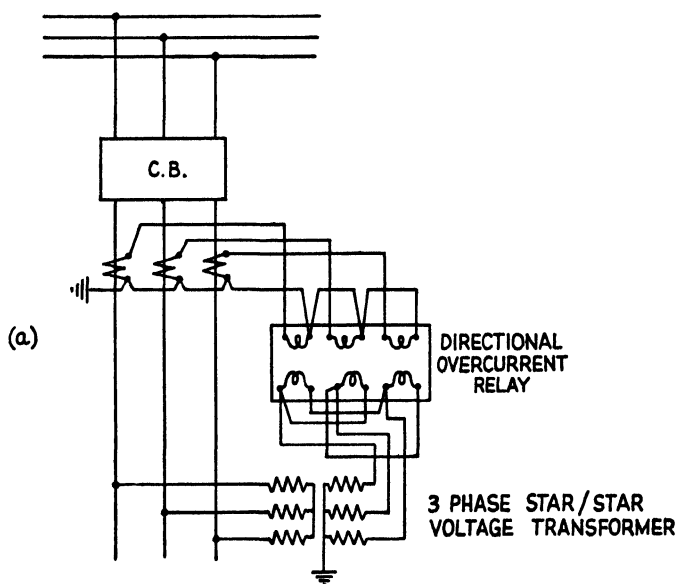 C.B.
(a)
DIRECTIONAL
OVERCURRENT
RELAY
3 PHASE STAR/STAR
VOLTAGE TRANSFORMER